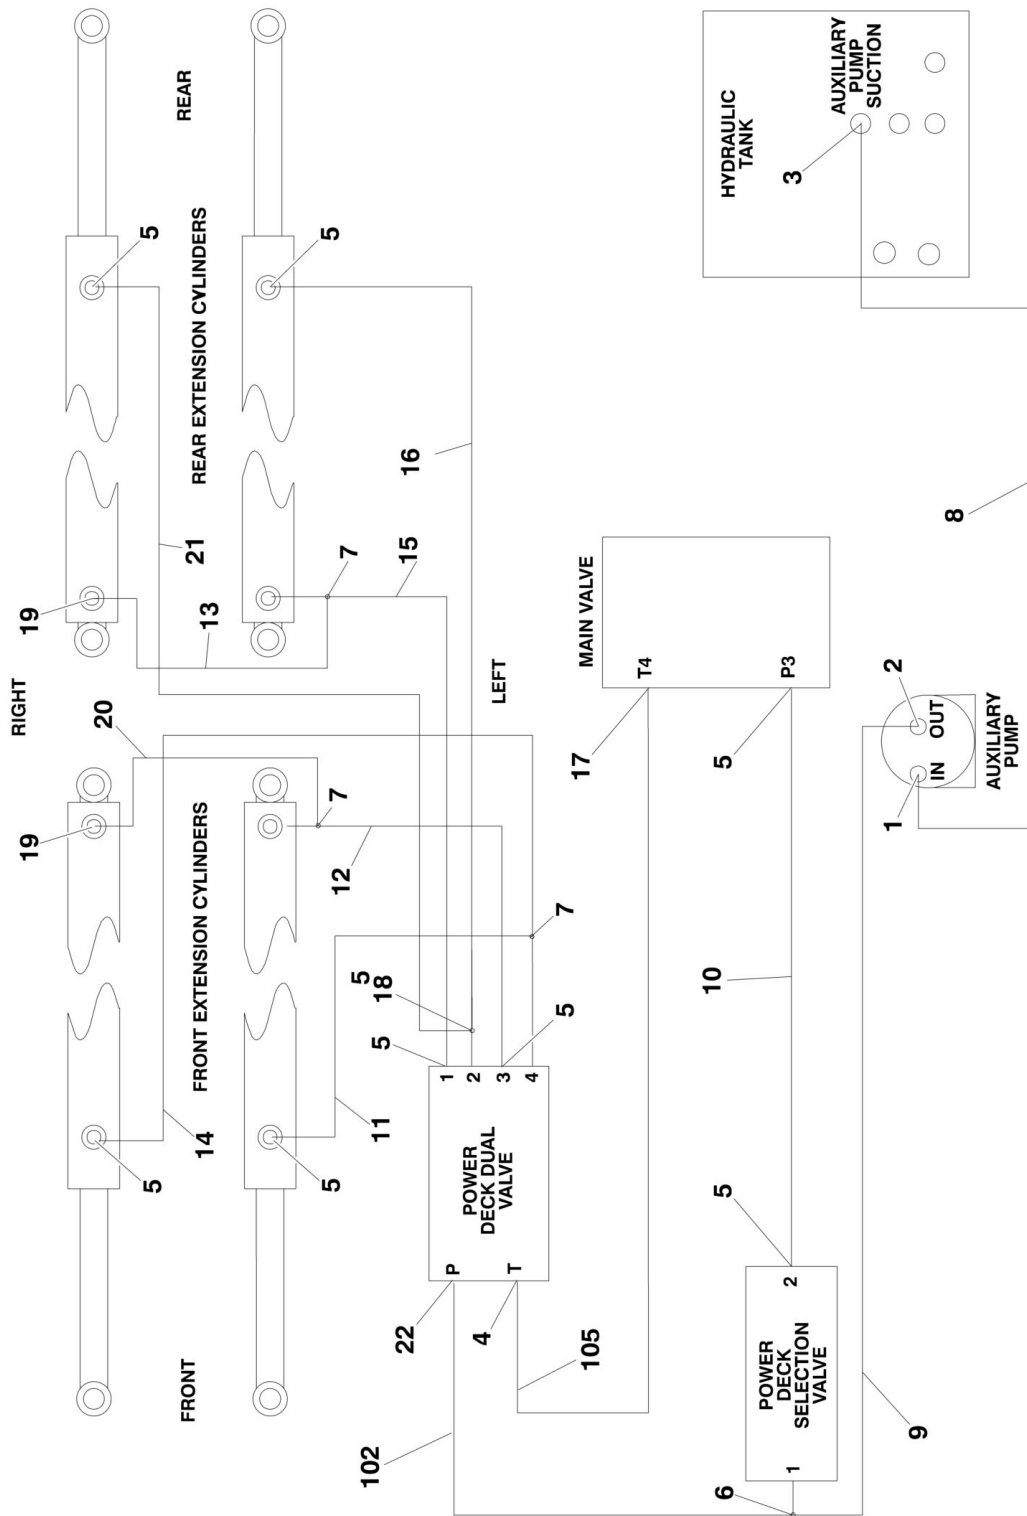 RIGHT
REAR
FRONT
LEFT
REAR EXTENSION CYLINDERS
FRONT EXTENSION CYLINDERS
19
5
5
21
13
7
15
16
20
19
7
12
7
5
14
5
11
5
5
18
5
1
2
3
4
POWER
DECK DUAL
VALVE
P
T
22
4
105
102
HYDRAULIC
TANK
AUXILIARY
PUMP
SUCTION
3
8
MAIN VALVE
T4
P3
17
5
10
5
2
1
IN
OUT
AUXILIARY
PUMP
POWER
DECK
SELECTION
VALVE
2
1
6
9